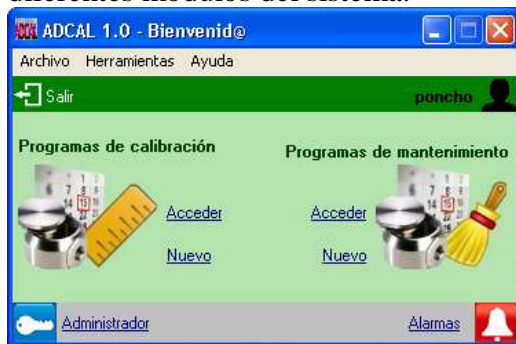 diferentes módulos del sistema.
ADCAL 1.0 - Bienvenid@
Archivo Herramientas Ayuda
Salir poncho
Programas de calibración Programas de mantenimiento
Acceder Acceder
Nuevo Nuevo
Administrador Alarmas